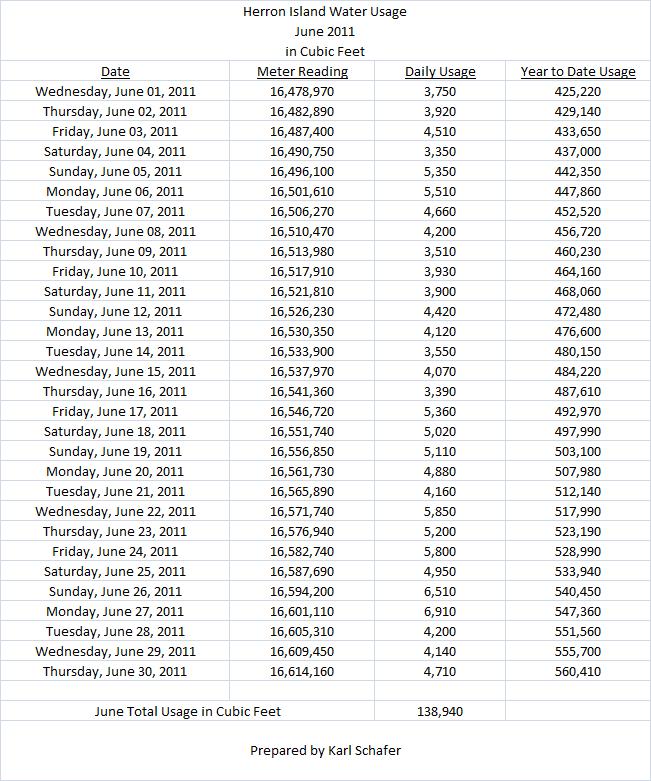 Herron Island Water Usage
June 2011
in Cubic Feet
Date Meter Reading Daily Usage Year to Date Usage
Wednesday, June 01, 2011 16,478,970 3,750 425,220
Thursday, June 02, 2011 16,482,890 3,920 429,140
Friday, June 03, 2011 16,487,400 4,510 433,650
Saturday, June 04, 2011 16,490,750 3,350 437,000
Sunday, June 05, 2011 16,496,100 5,350 442,350
Monday, June 06, 2011 16,501,610 5,510 447,860
Tuesday, June 07, 2011 16,506,270 4,660 452,520
Wednesday, June 08, 2011 16,510,470 4,200 456,720
Thursday, June 09, 2011 16,513,980 3,510 460,230
Friday, June 10, 2011 16,517,910 3,930 464,160
Saturday, June 11, 2011 16,521,810 3,900 468,060
Sunday, June 12, 2011 16,526,230 4,420 472,480
Monday, June 13, 2011 16,530,350 4,120 476,600
Tuesday, June 14, 2011 16,533,900 3,550 480,150
Wednesday, June 15, 2011 16,537,970 4,070 484,220
Thursday, June 16, 2011 16,541,360 3,390 487,610
Friday, June 17, 2011 16,546,720 5,360 492,970
Saturday, June 18, 2011 16,551,740 5,020 497,990
Sunday, June 19, 2011 16,556,850 5,110 503,100
Monday, June 20, 2011 16,561,730 4,880 507,980
Tuesday, June 21, 2011 16,565,890 4,160 512,140
Wednesday, June 22, 2011 16,571,740 5,850 517,990
Thursday, June 23, 2011 16,576,940 5,200 523,190
Friday, June 24, 2011 16,582,740 5,800 528,990
Saturday, June 25, 2011 16,587,690 4,950 533,940
Sunday, June 26, 2011 16,594,200 6,510 540,450
Monday, June 27, 2011 16,601,110 6,910 547,360
Tuesday, June 28, 2011 16,605,310 4,200 551,560
Wednesday, June 29, 2011 16,609,450 4,140 555,700
Thursday, June 30, 2011 16,614,160 4,710 560,410
June Total Usage in Cubic Feet 138,940
Prepared by Karl Schafer